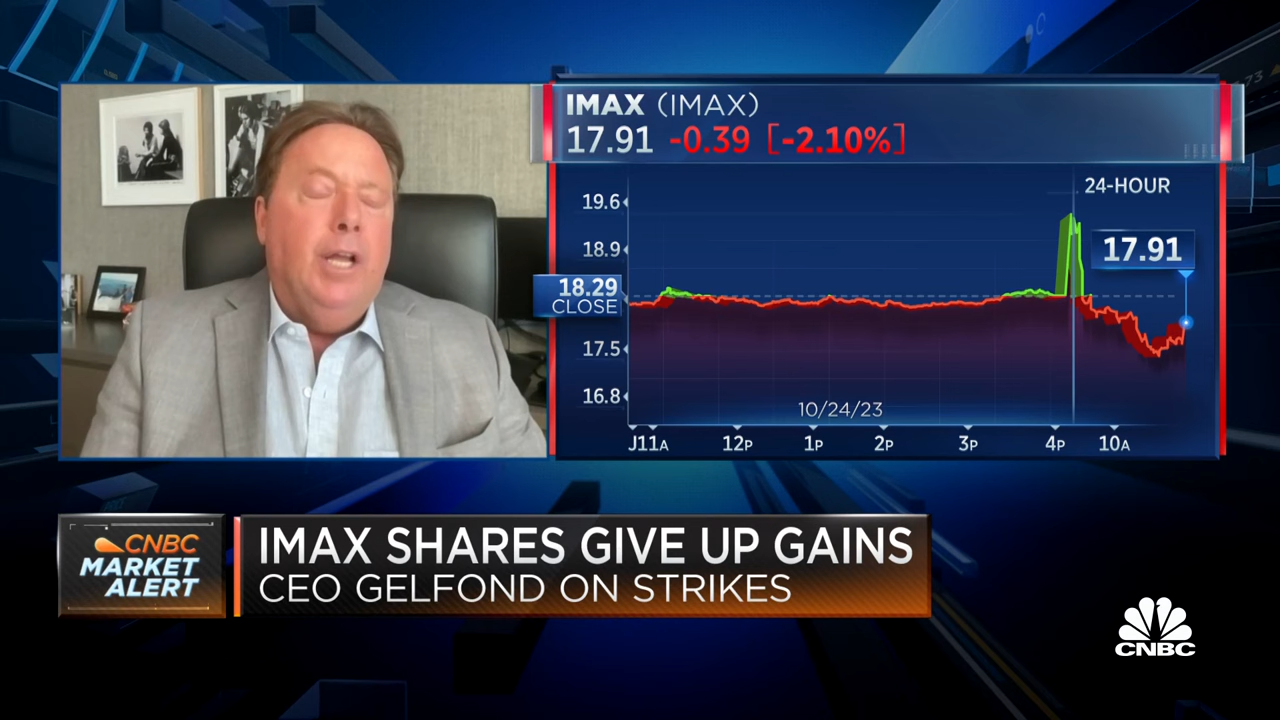 IMAX (IMAX)
17.91 -0.39 [-2.10%]
24-HOUR
19.6
18.9
17.91
18.29
CLOSE
17.5
16.8
10/24/23
J11A 12P 1P 2P 3P 4P 10A
CNBC
MARKET
ALERT
IMAX SHARES GIVE UP GAINS
CEO GELFOND ON STRIKES
CNBC